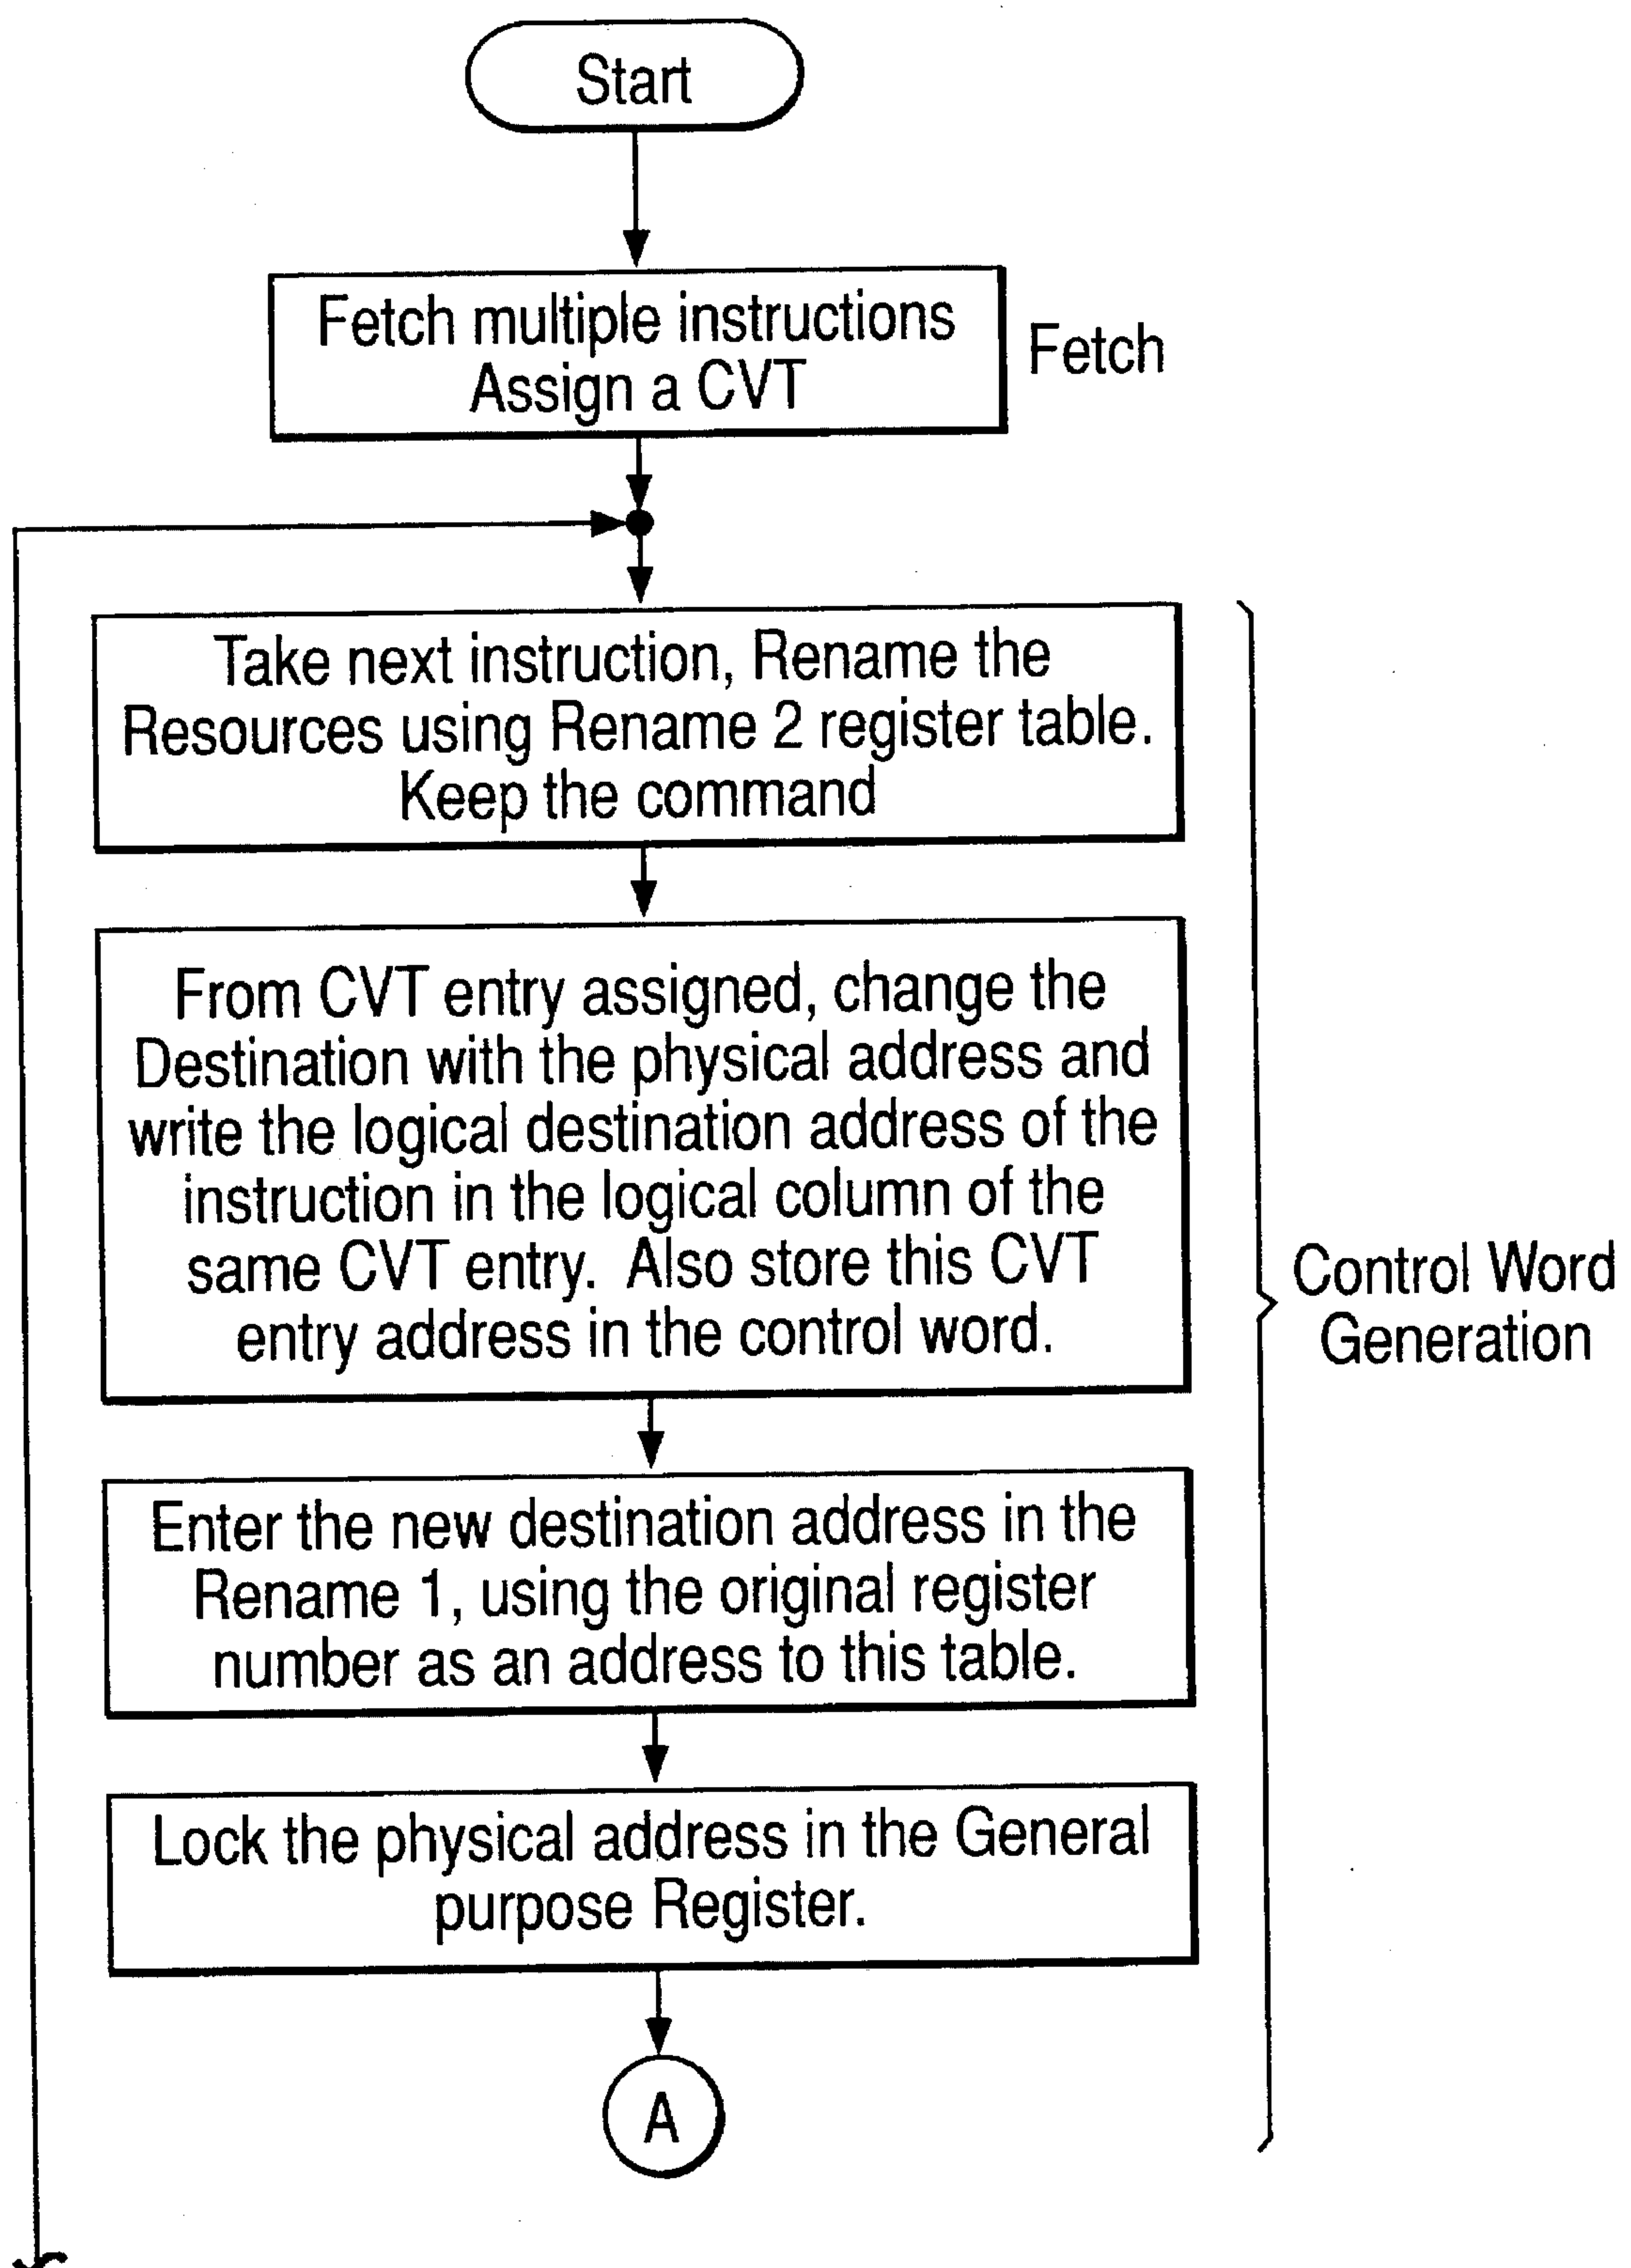 Start
Fetch multiple instructions
Assign a CVT
Fetch
Take next instruction, Rename the
Resources using Rename 2 register table.
Keep the command
From CVT entry assigned, change the
Destination with the physical address and
write the logical destination address of the
instruction in the logical column of the
same CVT entry. Also store this CVT
entry address in the control word.
Control Word
Generation
Enter the new destination address in the
Rename 1, using the original register
number as an address to this table.
Lock the physical address in the General
purpose Register.
A